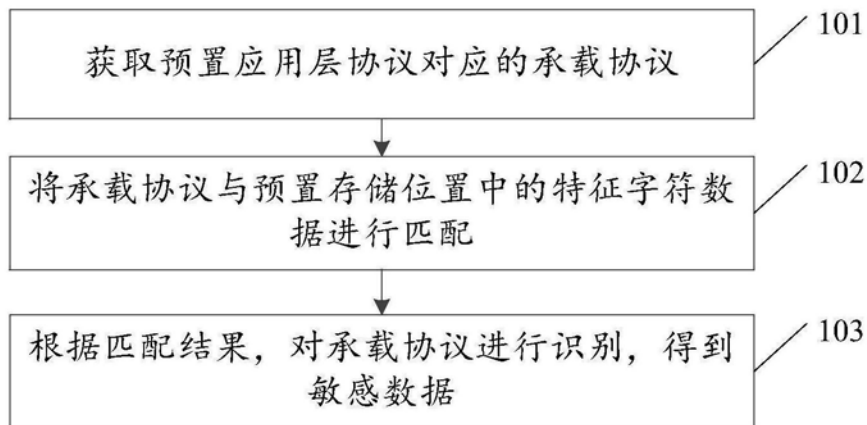 获取预置应用层协议对应的承载协议
101
将承载协议与预置存储位置中的特征字符数
据进行匹配
102
根据匹配结果，对承载协议进行识别，得到
敏感数据
103